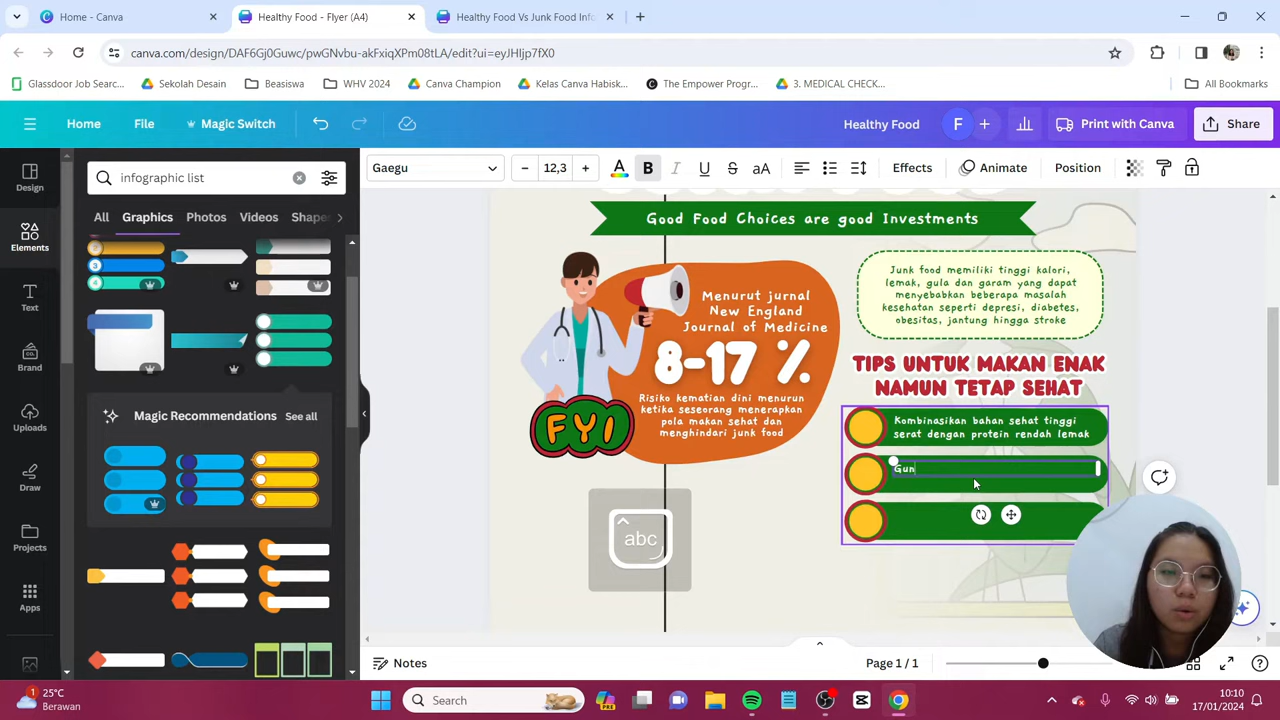 Home - Canva
Healthy Food - Flyer (A4)
Healthy Food Vs Junk Food Info
canva.com/design/DAF6Gj0Guwc/pwGNvbu-akFxiqXPm08tLA/edit?ui=eyJHIjp7fX0
Glassdoor Job Searc...
Sekolah Desain
Beasiswa
WHV 2024
Canva Champion
Kelas Canva Habisk...
The Empower Progr...
3. MEDICAL CHECK...
All Bookmarks
Home
File
Magic Switch
Healthy Food
F
Print with Canva
Share
Design
Elements
Text
Brand
Uploads
Draw
Projects
Apps
infographic list
All
Graphics
Photos
Videos
Shape
Magic Recommendations
See all
Gaegu
12,3
A
B
I
U
S
aA
Effects
Animate
Position
Good Food Choices are good Investments
Menurut jurnal
New England
Journal of Medicine
8-17 %
Risiko kematian dini menurun
ketika seseorang menerapkan
pola makan sehat dan
menghindari junk food
FYI
Junk food memiliki tinggi kalori,
lemak, gula dan garam yang dapat
menyebabkan beberapa masalah
kesehatan seperti depresi, diabetes,
obesitas, jantung hingga stroke
TIPS UNTUK MAKAN ENAK
NAMUN TETAP SEHAT
Kombinasikan bahan sehat tinggi
serat dengan protein rendah lemak
Gun
abc
Notes
Page 1 / 1
1
25°C
Berawan
Search
PRE
10:10
17/01/2024